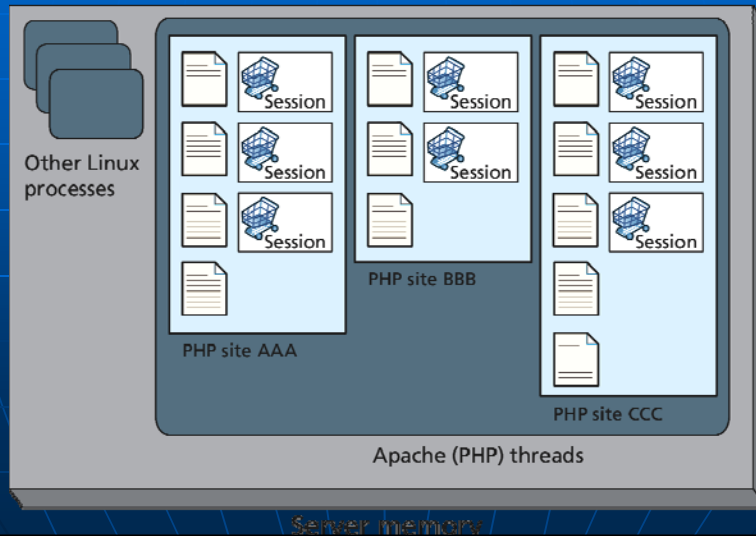 Session
Session
Session
Session
Session
Session
Session
Session
Other Linux
processes
PHP site BBB
PHP site AAA
PHP site CCC
Apache (PHP) threads
Server memory